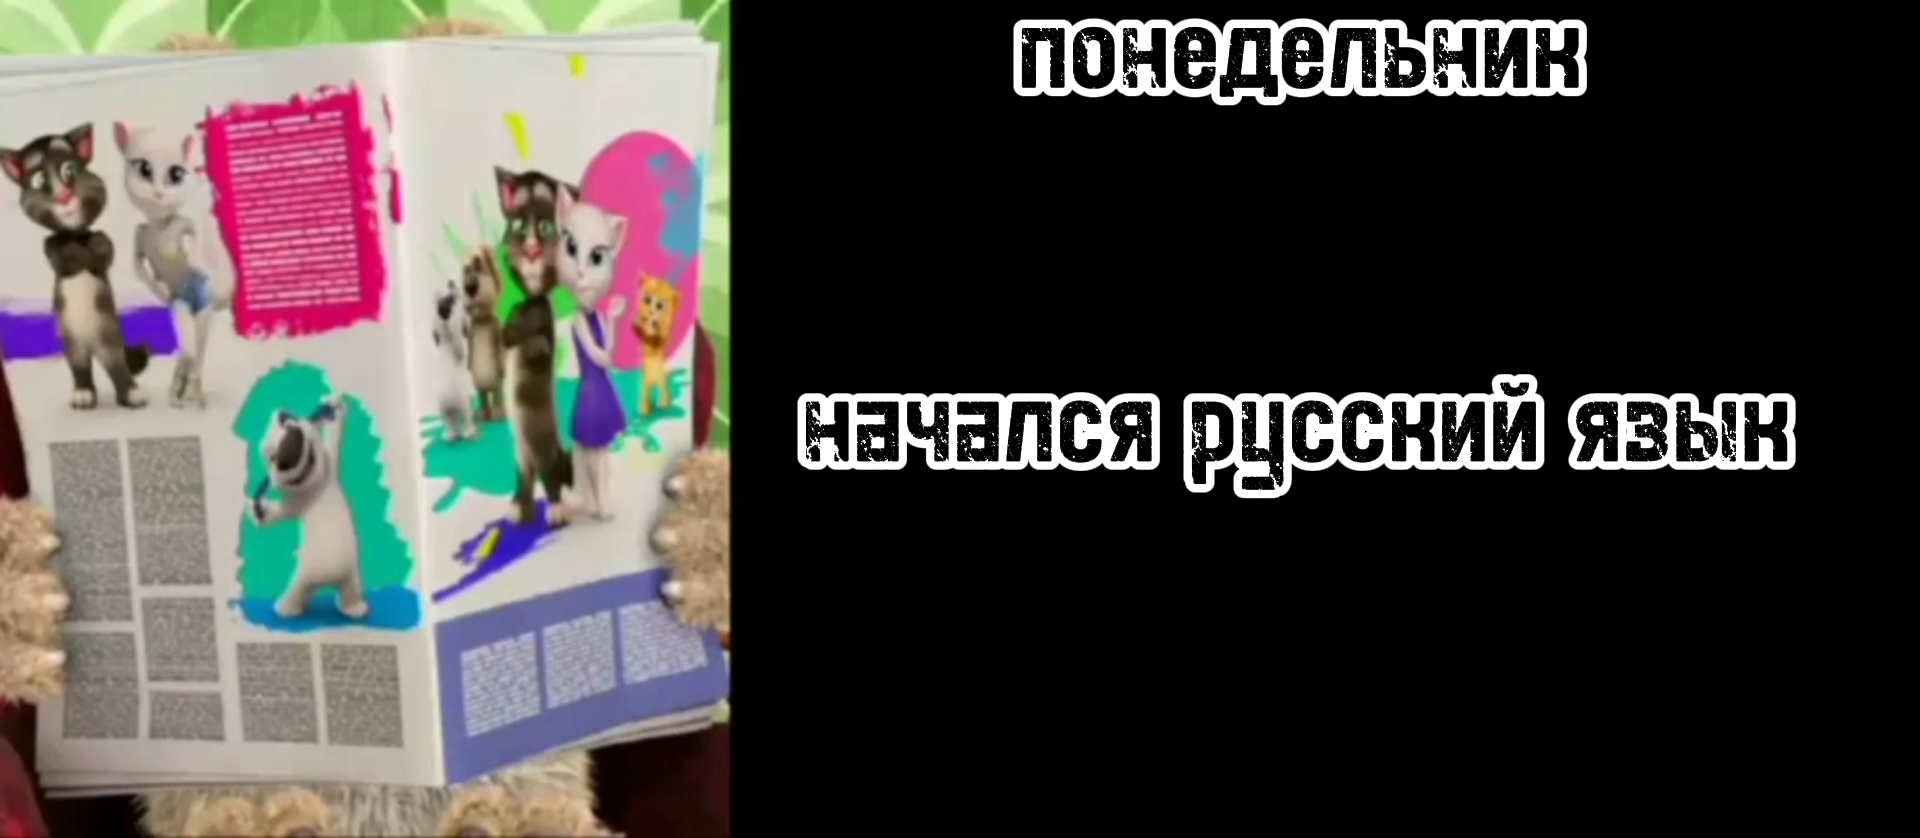 понедельник
начался русский язык